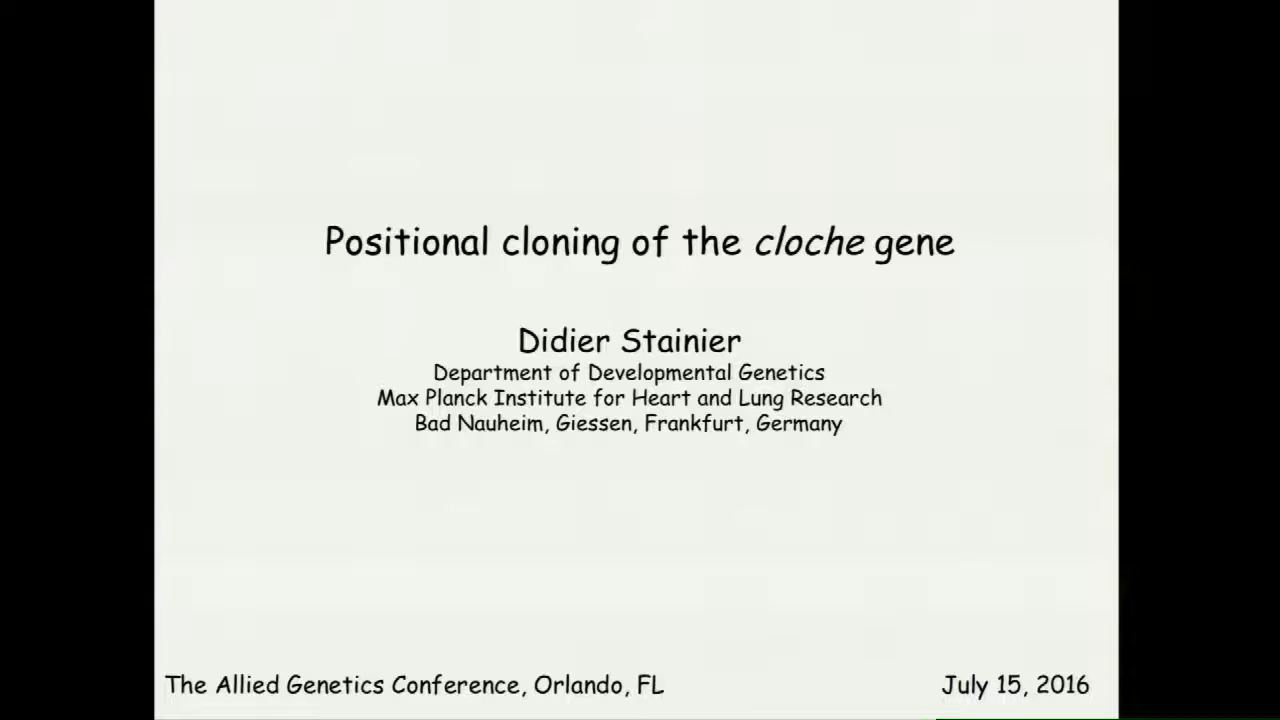 Positional cloning of the cloche gene
Didier Stainier
Department of Developmental Genetics
Max Planck Institute for Heart and Lung Research
Bad Nauheim, Giessen, Frankfurt, Germany
The Allied Genetics Conference, Orlando, FL
July 15, 2016